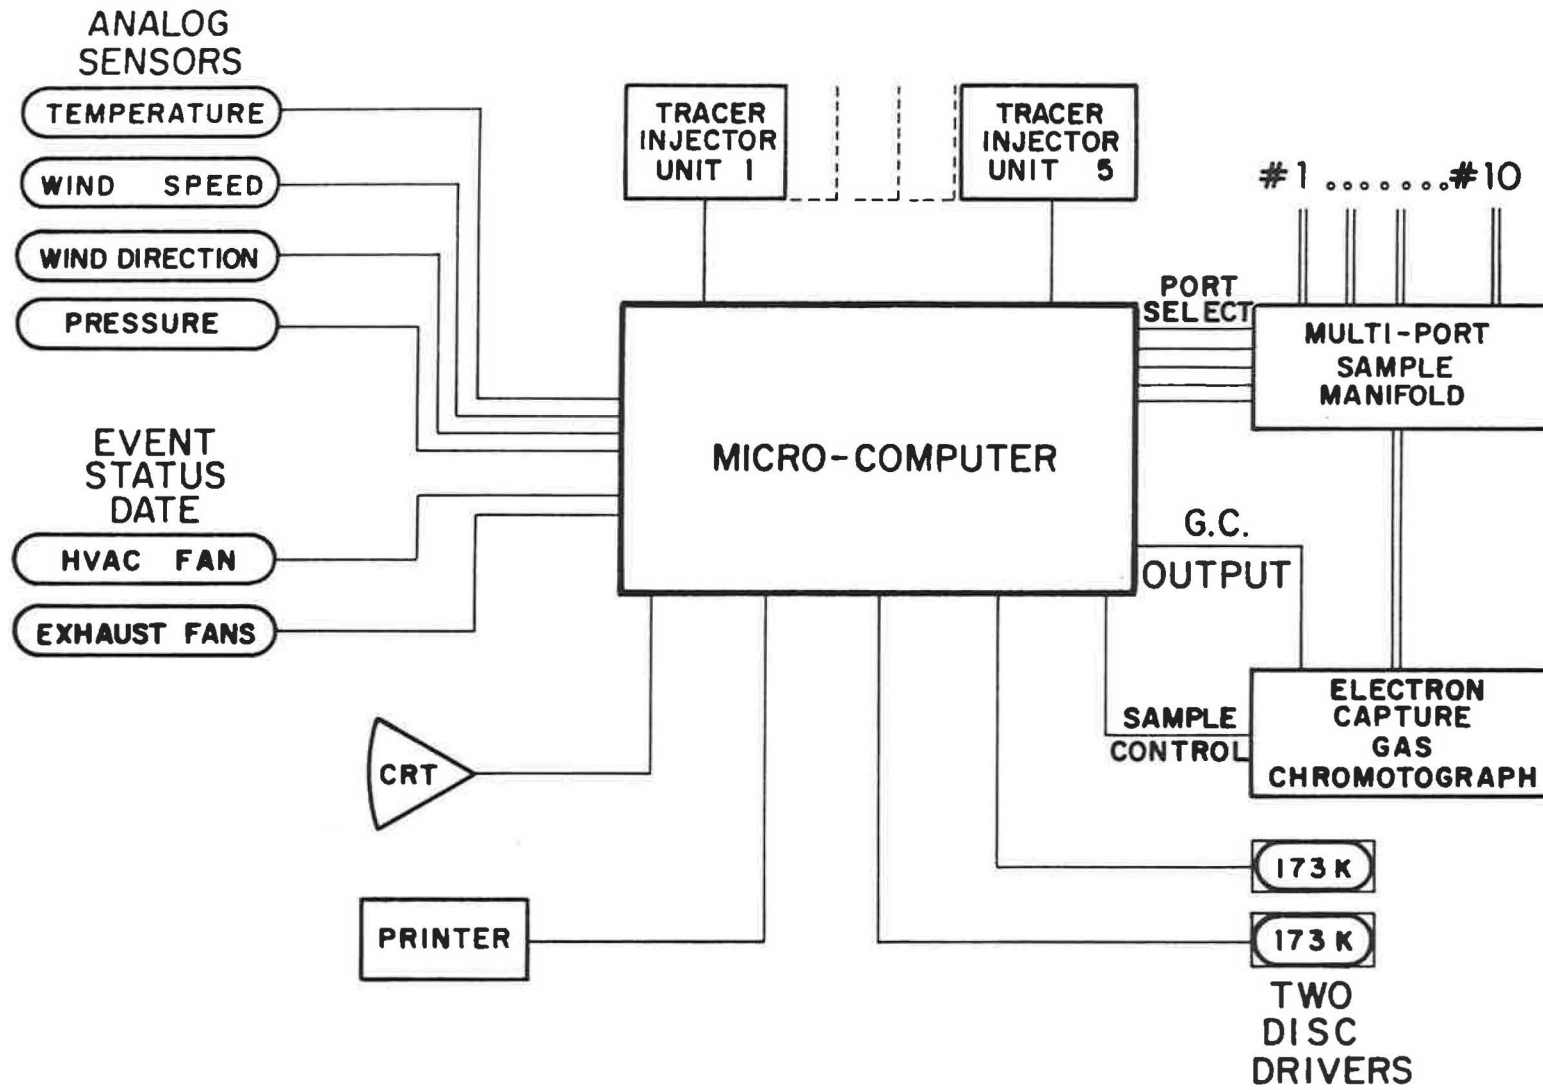 ANALOG
SENSORS
TEMPERATURE
WIND SPEED
WIND DIRECTION
PRESSURE
EVENT
STATUS
DATE
HVAC FAN
EXHAUST FANS
TRACER
INJECTOR
UNIT 1
TRACER
INJECTOR
UNIT 5
#1 ....... #10
PORT
SELECT
MULTI-PORT
SAMPLE
MANIFOLD
MICRO-COMPUTER
G.C.
OUTPUT
SAMPLE
CONTROL
ELECTRON
CAPTURE
GAS
CHROMOTOGRAPH
CRT
PRINTER
173K
173K
TWO
DISC
DRIVERS